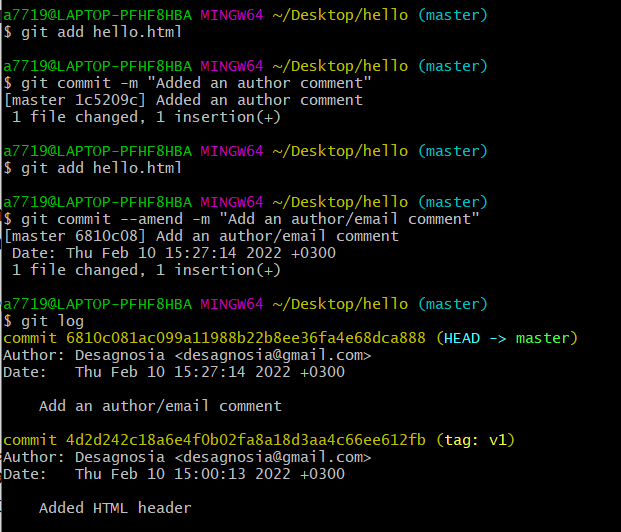 a7719@LAPTOP-PFHF8HBA MINGW64 ~/Desktop/hello (master)
$ git add hello.html
a7719@LAPTOP-PFHF8HBA MINGW64 ~/Desktop/hello (master)
$ git commit -m "Added an author comment"
[master 1c5209c] Added an author comment
1 file changed, 1 insertion(+)
a7719@LAPTOP-PFHF8HBA MINGW64 ~/Desktop/hello (master)
$ git add hello.html
a7719@LAPTOP-PFHF8HBA MINGW64 ~/Desktop/hello (master)
$ git commit --amend -m "Add an author/email comment"
[master 6810c08] Add an author/email comment
Date: Thu Feb 10 15:27:14 2022 +0300
1 file changed, 1 insertion(+)
a7719@LAPTOP-PFHF8HBA MINGW64 ~/Desktop/hello (master)
$ git log
commit 6810c081ac099a11988b22b8ee36fa4e68dca888 (HEAD -> master)
Author: Desagnosia <desagnosia@gmail.com>
Date:   Thu Feb 10 15:27:14 2022 +0300
Add an author/email comment
commit 4d2d242c18a6e4f0b02fa8a18d3aa4c66ee612fb (tag: v1)
Author: Desagnosia <desagnosia@gmail.com>
Date:   Thu Feb 10 15:00:13 2022 +0300
Added HTML header